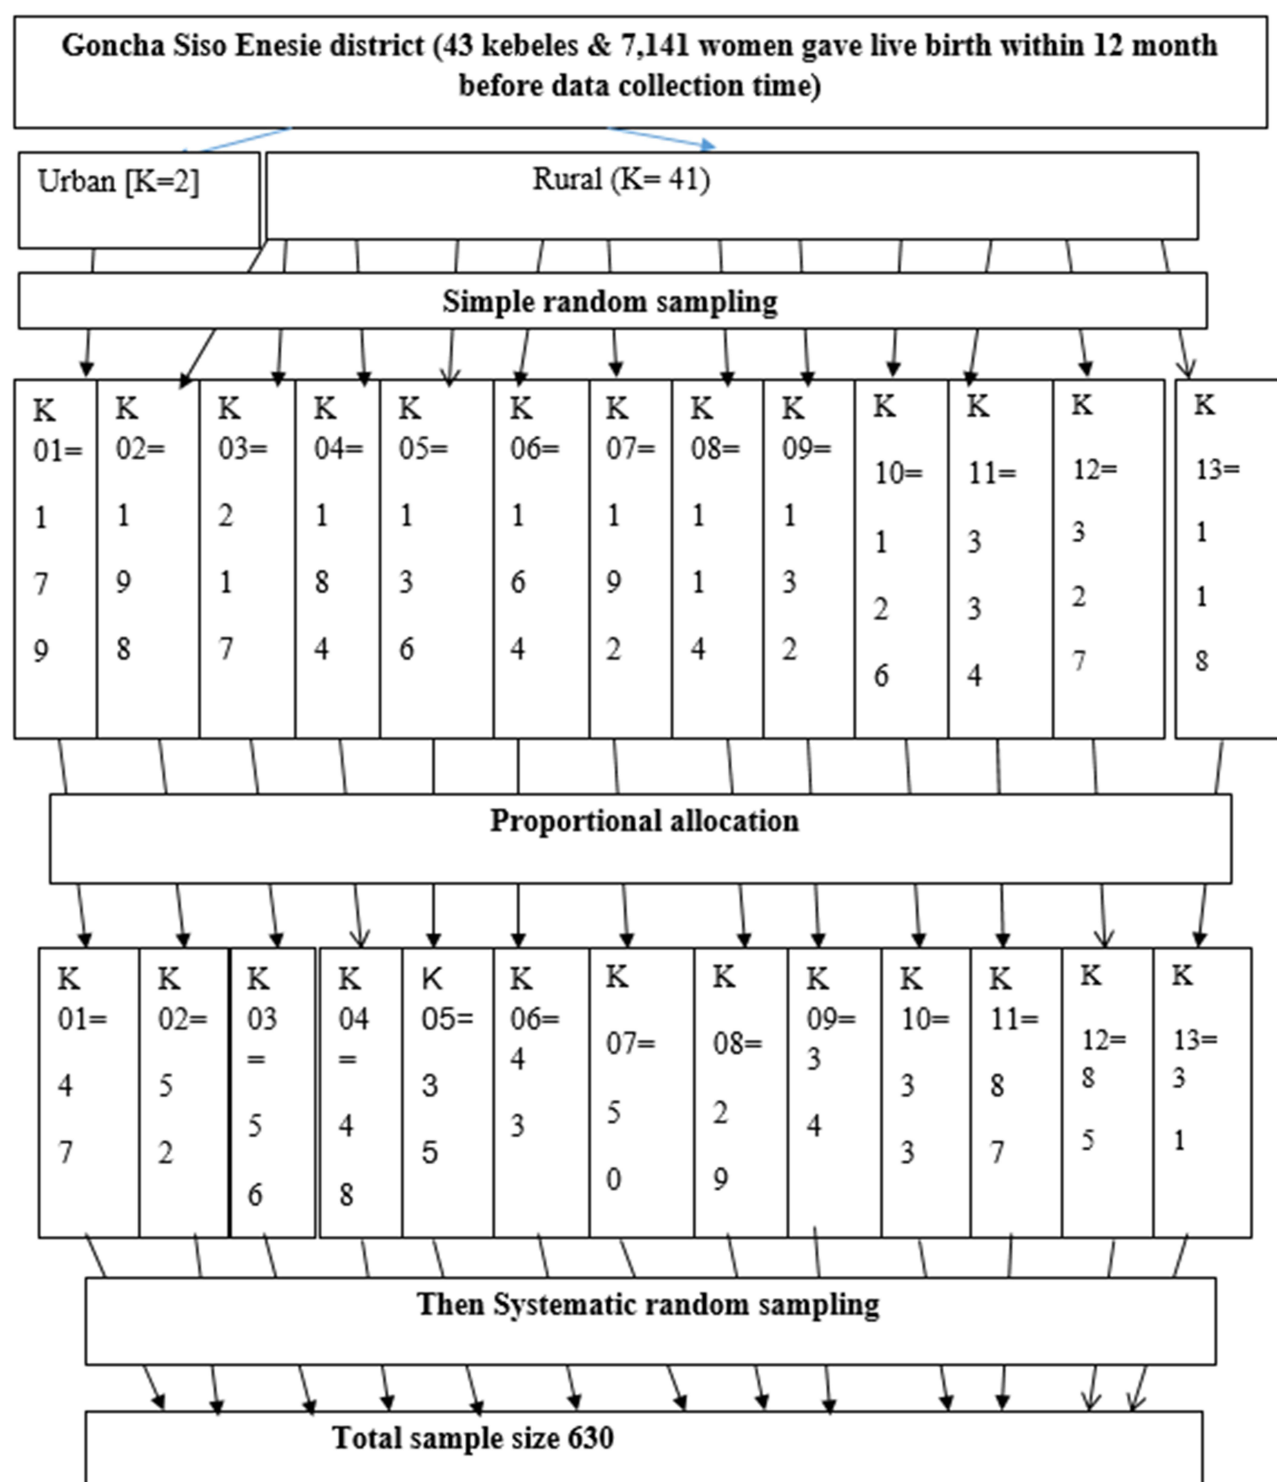 Goncha Siso Enesie district (43 kebeles & 7,141 women gave live birth within 12 month
before data collection time)
Urban [K=2]
Rural (K= 41)
Simple random sampling
K
01=
1
7
9
K
02=
1
9
8
K
03=
2
1
7
K
04=
1
8
4
K
05=
1
3
6
K
06=
1
6
4
K
07=
1
9
2
K
08=
1
1
4
K
09=
1
3
2
K
10=
1
2
6
K
11=
3
3
4
K
12=
3
2
7
K
13=
1
1
8
Proportional allocation
K
01=
4
7
K
02=
5
2
K
03
=
5
6
K
04
=
4
8
K
05=
3
5
K
06=
4
3
K
07=
5
0
K
08=
2
9
K
09=
3
4
K
10=
3
3
K
11=
8
7
K
12=
8
5
K
13=
3
1
Then Systematic random sampling
Total sample size 630